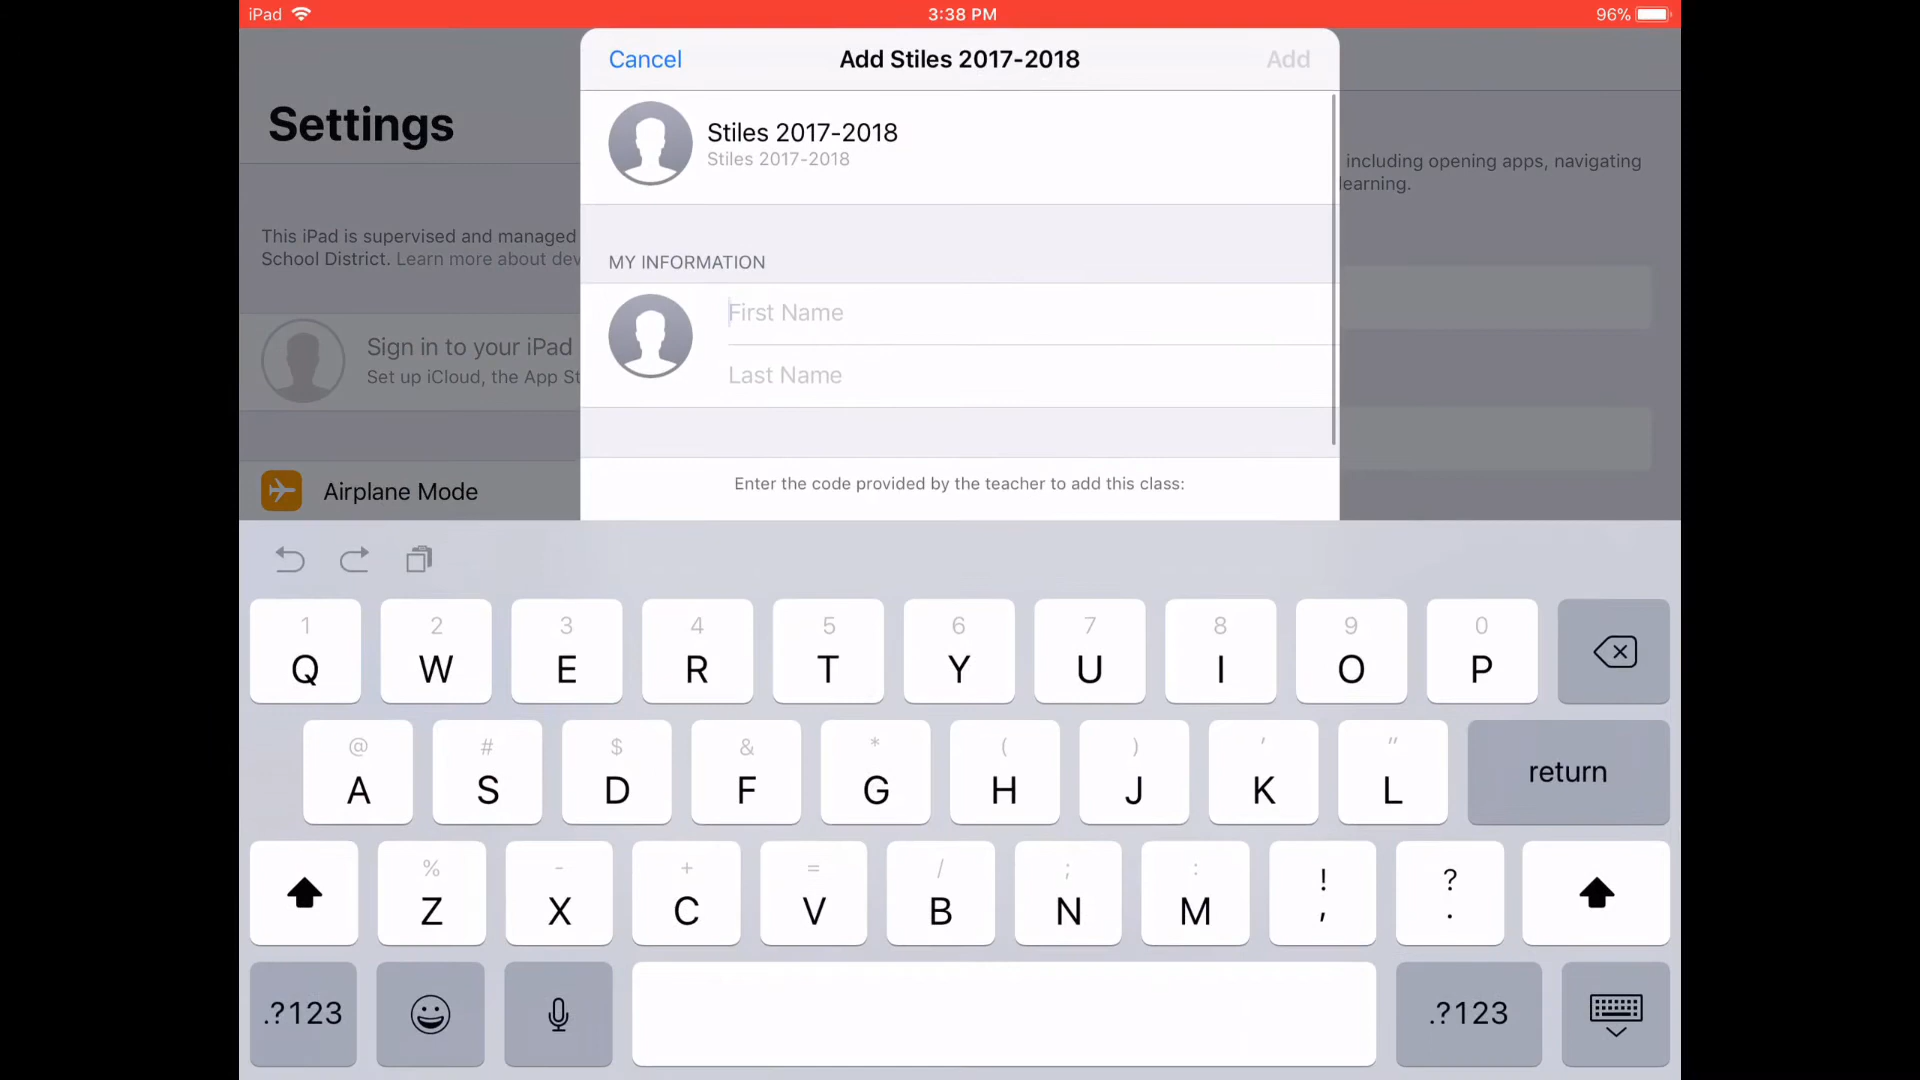 iPad
3:38 PM
96%
Cancel
Add Stiles 2017-2018
Add
Settings
Stiles 2017-2018
Stiles 2017-2018
including opening apps, navigating
learning.
This iPad is supervised and managed
School District. Learn more about dev
MY INFORMATION
First Name
Last Name
Sign in to your iPad
Set up iCloud, the App St
Airplane Mode
Enter the code provided by the teacher to add this class:
1 2 3 4 5 6 7 8 9 0
Q W E R T Y U I O P
@ # $ & * ( ) ' "
A S D F G H J K L return
% - + = / ; : ! ?
Z X C V B N M , .
.?123 .?123